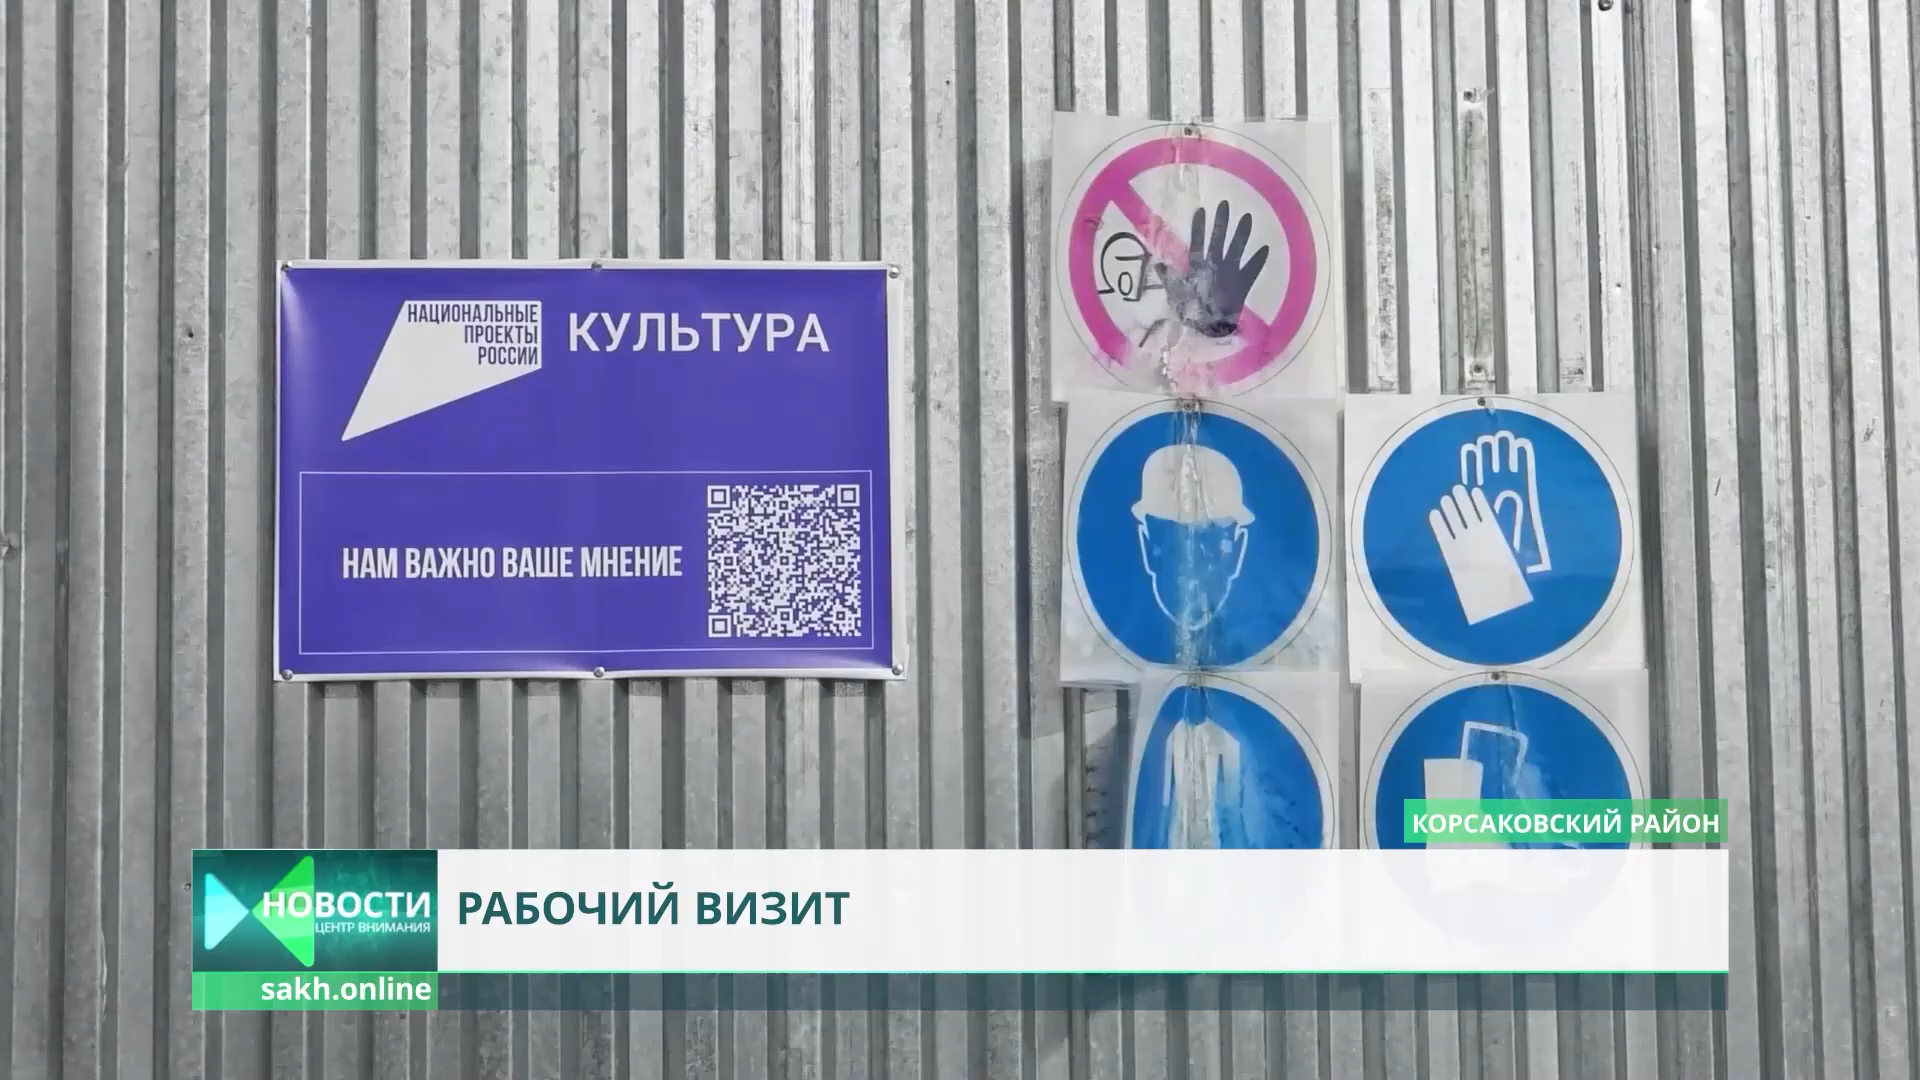 НАЦИОНАЛЬНЫЕ
ПРОЕКТЫ
РОССИИ
КУЛЬТУРА
НАМ ВАЖНО ВАШЕ МНЕНИЕ
КОРСАКОВСКИЙ РАЙОН
НОВОСТИ
ЦЕНТР ВНИМАНИЯ
РАБОЧИЙ ВИЗИТ
sakh.online